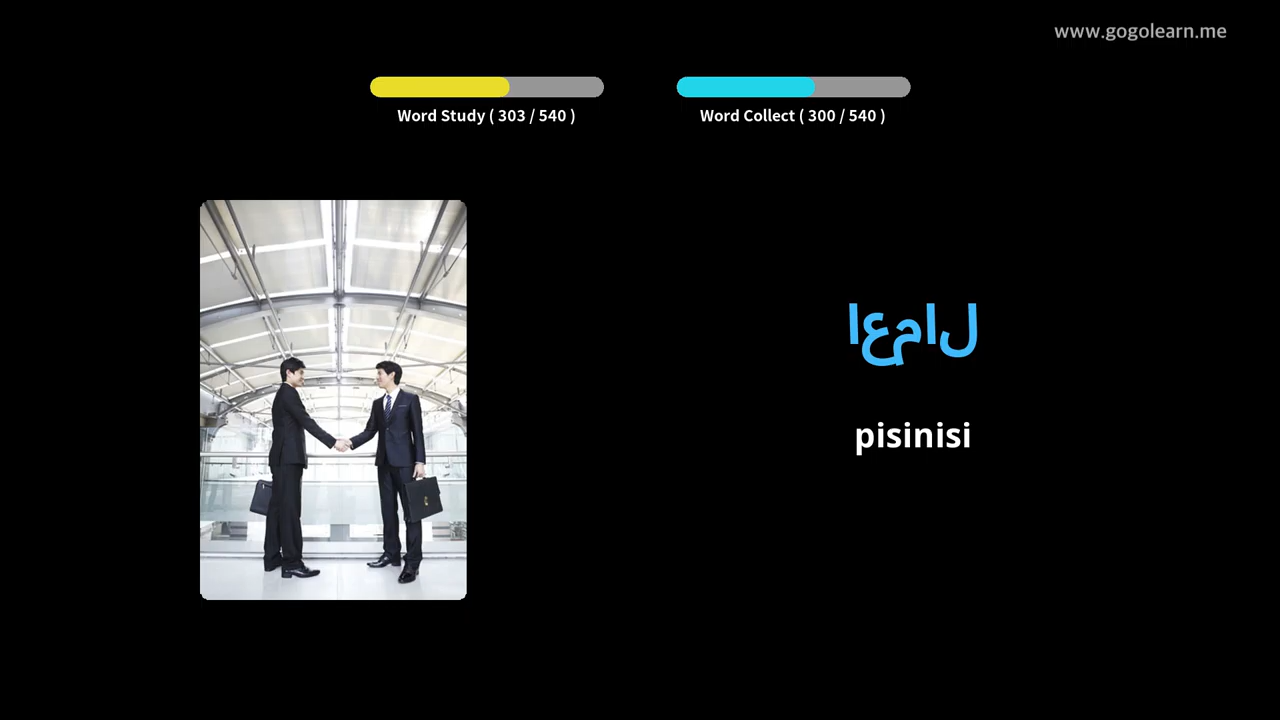 www.gogolearn.me
Word Study ( 303 / 540 )
Word Collect ( 300 / 540 )
اعمال
pisinisi